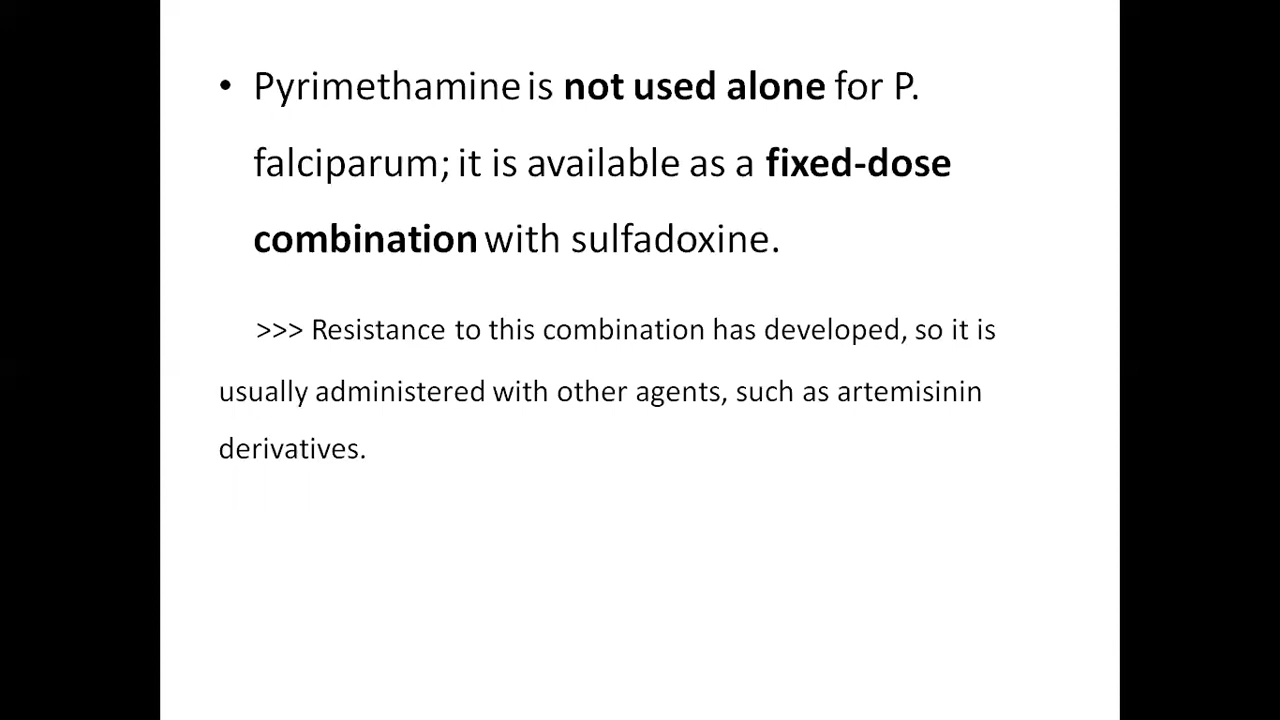 • Pyrimethamine is not used alone for P.
falciparum; it is available as a fixed-dose
combination with sulfadoxine.
>>> Resistance to this combination has developed, so it is
usually administered with other agents, such as artemisinin
derivatives.